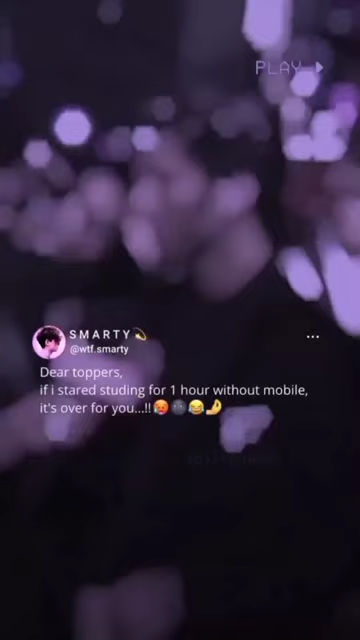 PLAY
SMARTY💫
@wtf.smarty
Dear toppers,
if i stared studing for 1 hour without mobile,
it's over for you...!!🥵🌚😂🤌